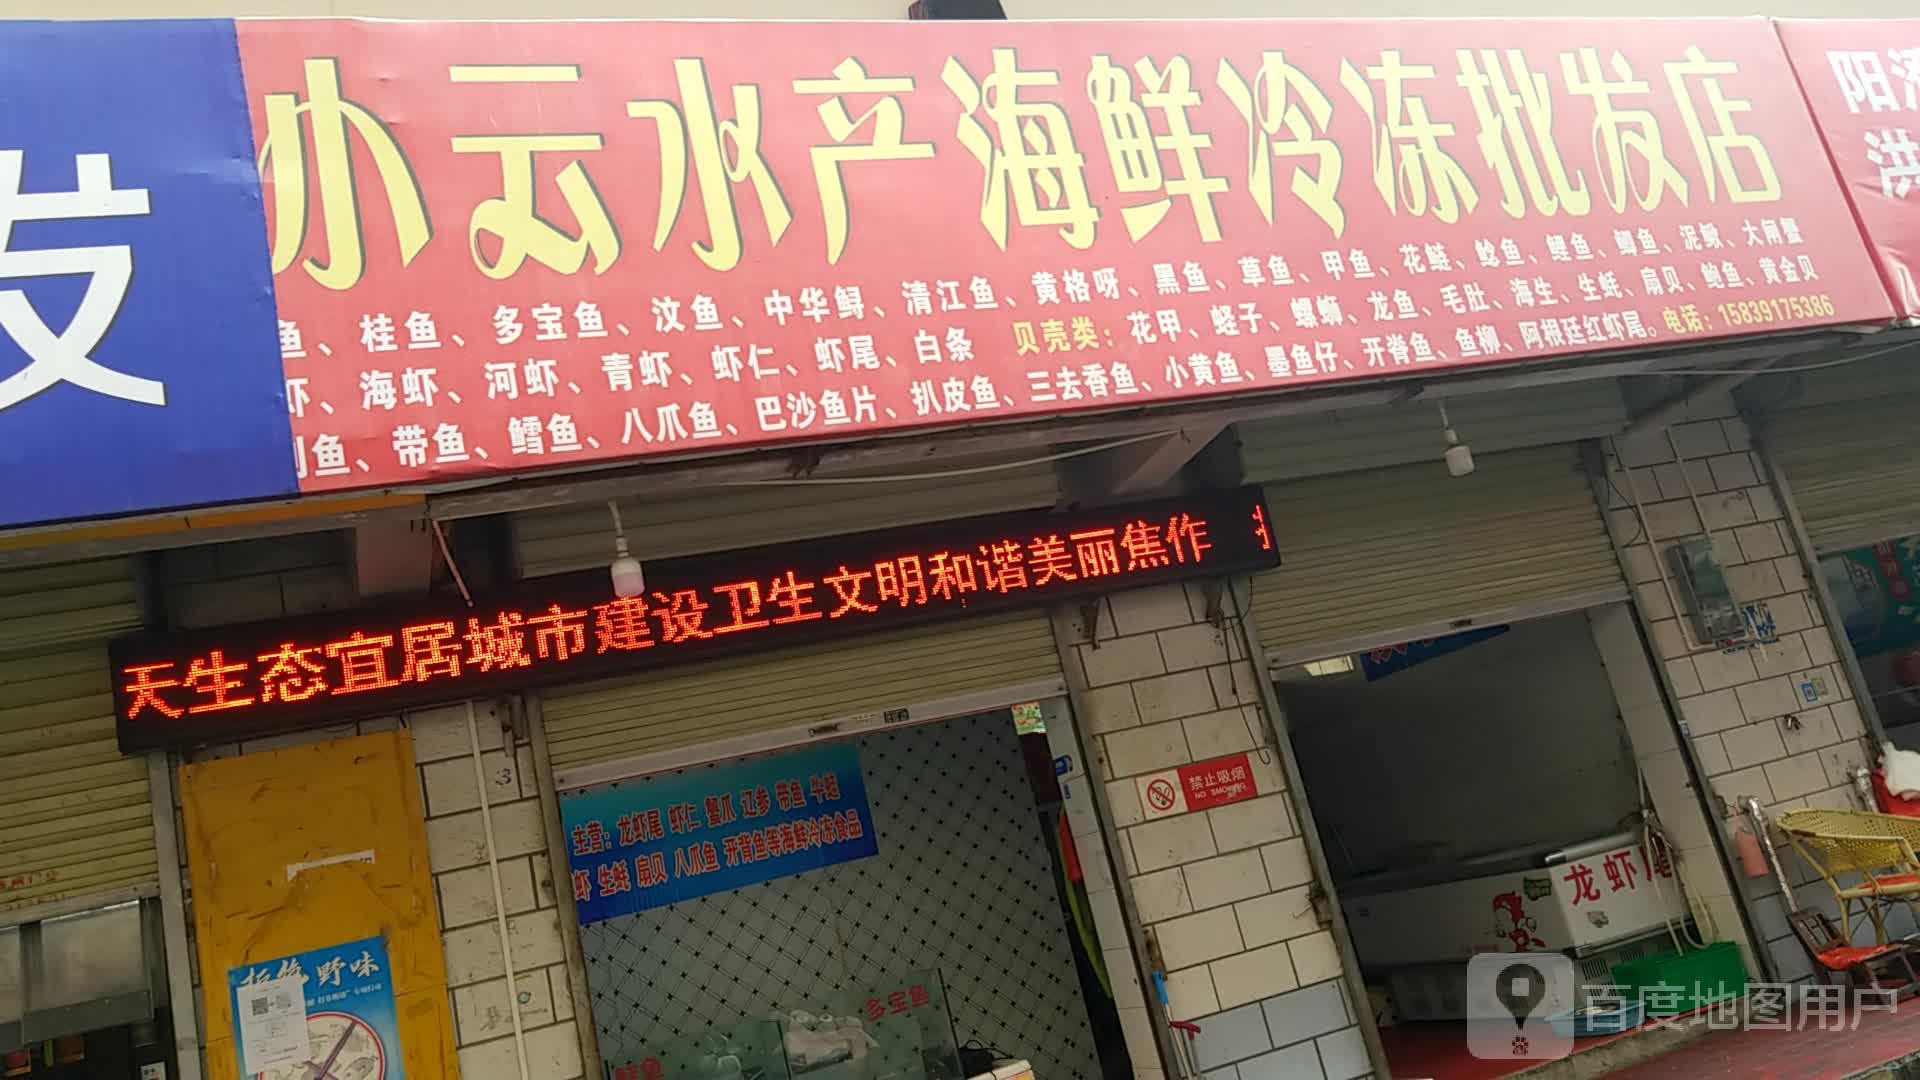 发
小云水产海鲜冷冻批发店
鱼、桂鱼、多宝鱼、汶鱼、中华鲟、清江鱼、黄格呀、黑鱼、草鱼、甲鱼、花鲢、鲶鱼、鲤鱼、鲫鱼、泥鳅、大闸蟹
虾、海虾、河虾、青虾、虾仁、虾尾、白条 贝壳类：花甲、蛏子、螺蛳、龙鱼、毛肚、海生、生蚝、扇贝、鲍鱼、黄金贝
鱼、带鱼、鳕鱼、八爪鱼、巴沙鱼片、扒皮鱼、三去香鱼、小黄鱼、墨鱼仔、开背鱼、鱼柳、阿根廷红虾尾。电话：15839175386
阳
洪
天生态宜居城市建设卫生文明和谐美丽焦作
主营：龙虾尾 虾仁 蟹爪 辽参 带鱼 牛蛙
虾 生蚝 扇贝 八爪鱼 开背鱼等海鲜冷冻食品
禁止吸烟
NO SMOKING
龙虾尾
拒绝野味
多宝鱼
百度地图用户